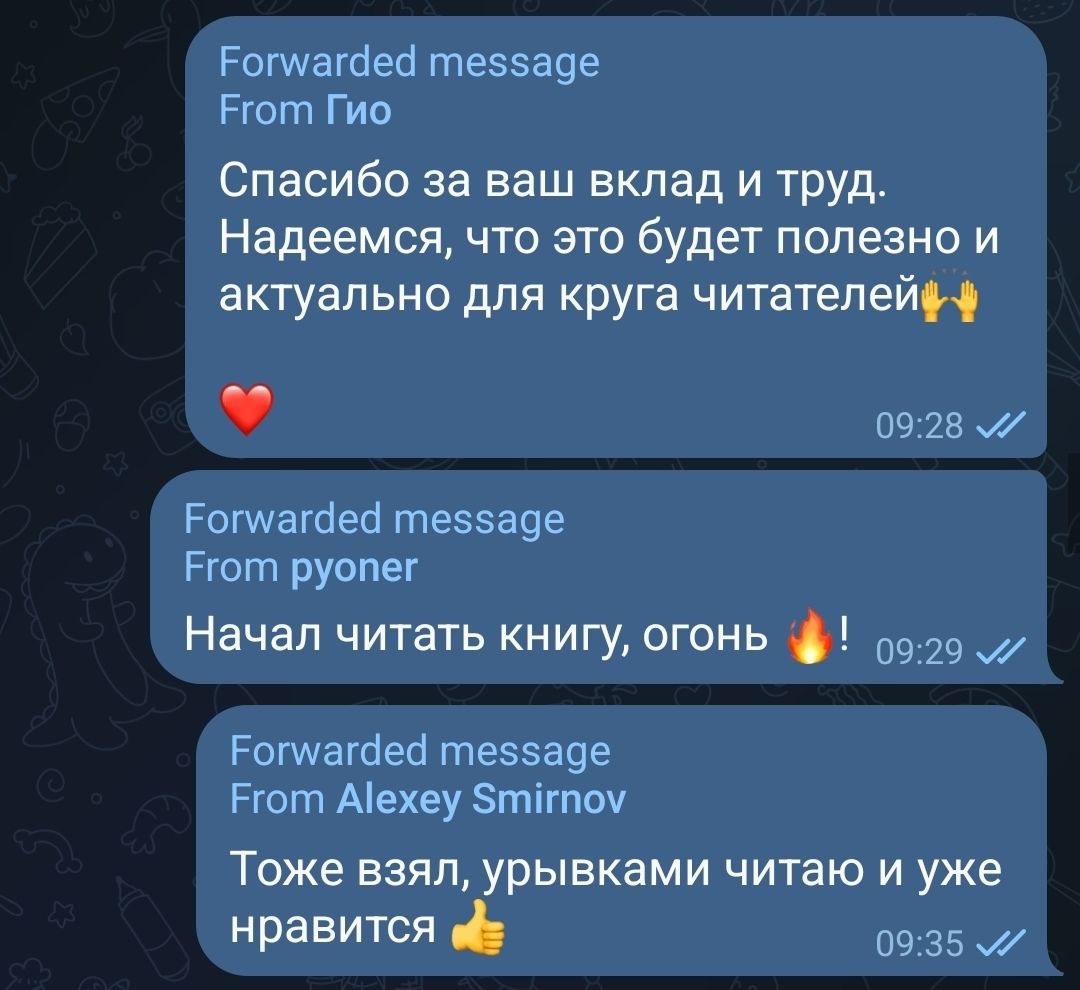 Forwarded message
From Гио
Спасибо за ваш вклад и труд.
Надеемся, что это будет полезно и
актуально для круга читателей🙌
❤️
09:28
Forwarded message
From pyoner
Начал читать книгу, огонь 🔥!
09:29
Forwarded message
From Alexey Smirnov
Тоже взял, урывками читаю и уже
нравится 👍
09:35